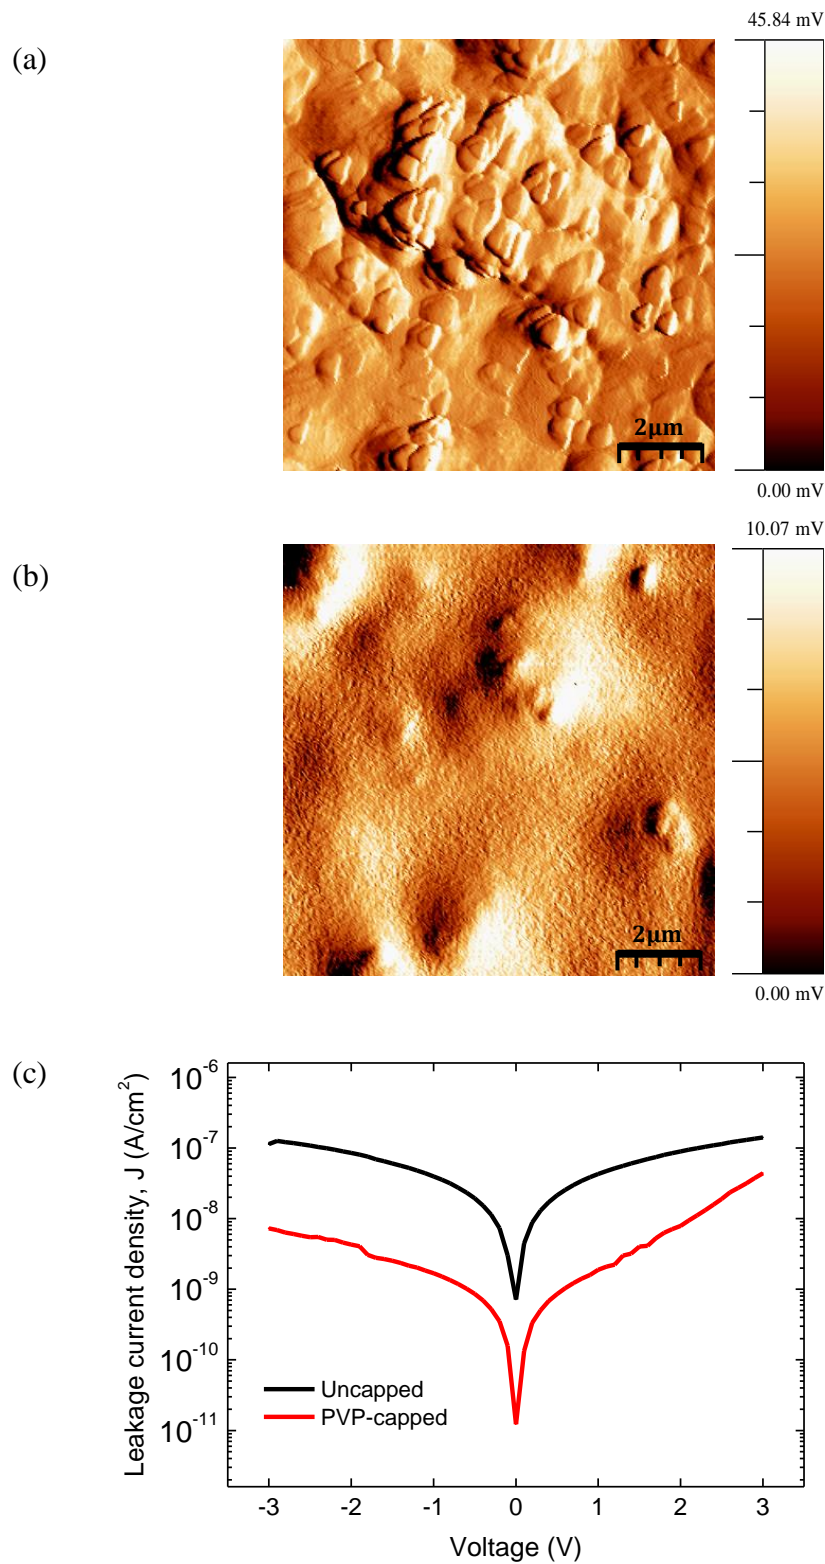 (a)
45.84 mV
2μm
0.00 mV
(b)
10.07 mV
2μm
0.00 mV
(c)
Leakage current density, J (A/cm²)
10⁻⁶
10⁻⁷
10⁻⁸
10⁻⁹
10⁻¹⁰
10⁻¹¹
Uncapped
PVP-capped
-3 -2 -1 0 1 2 3
Voltage (V)